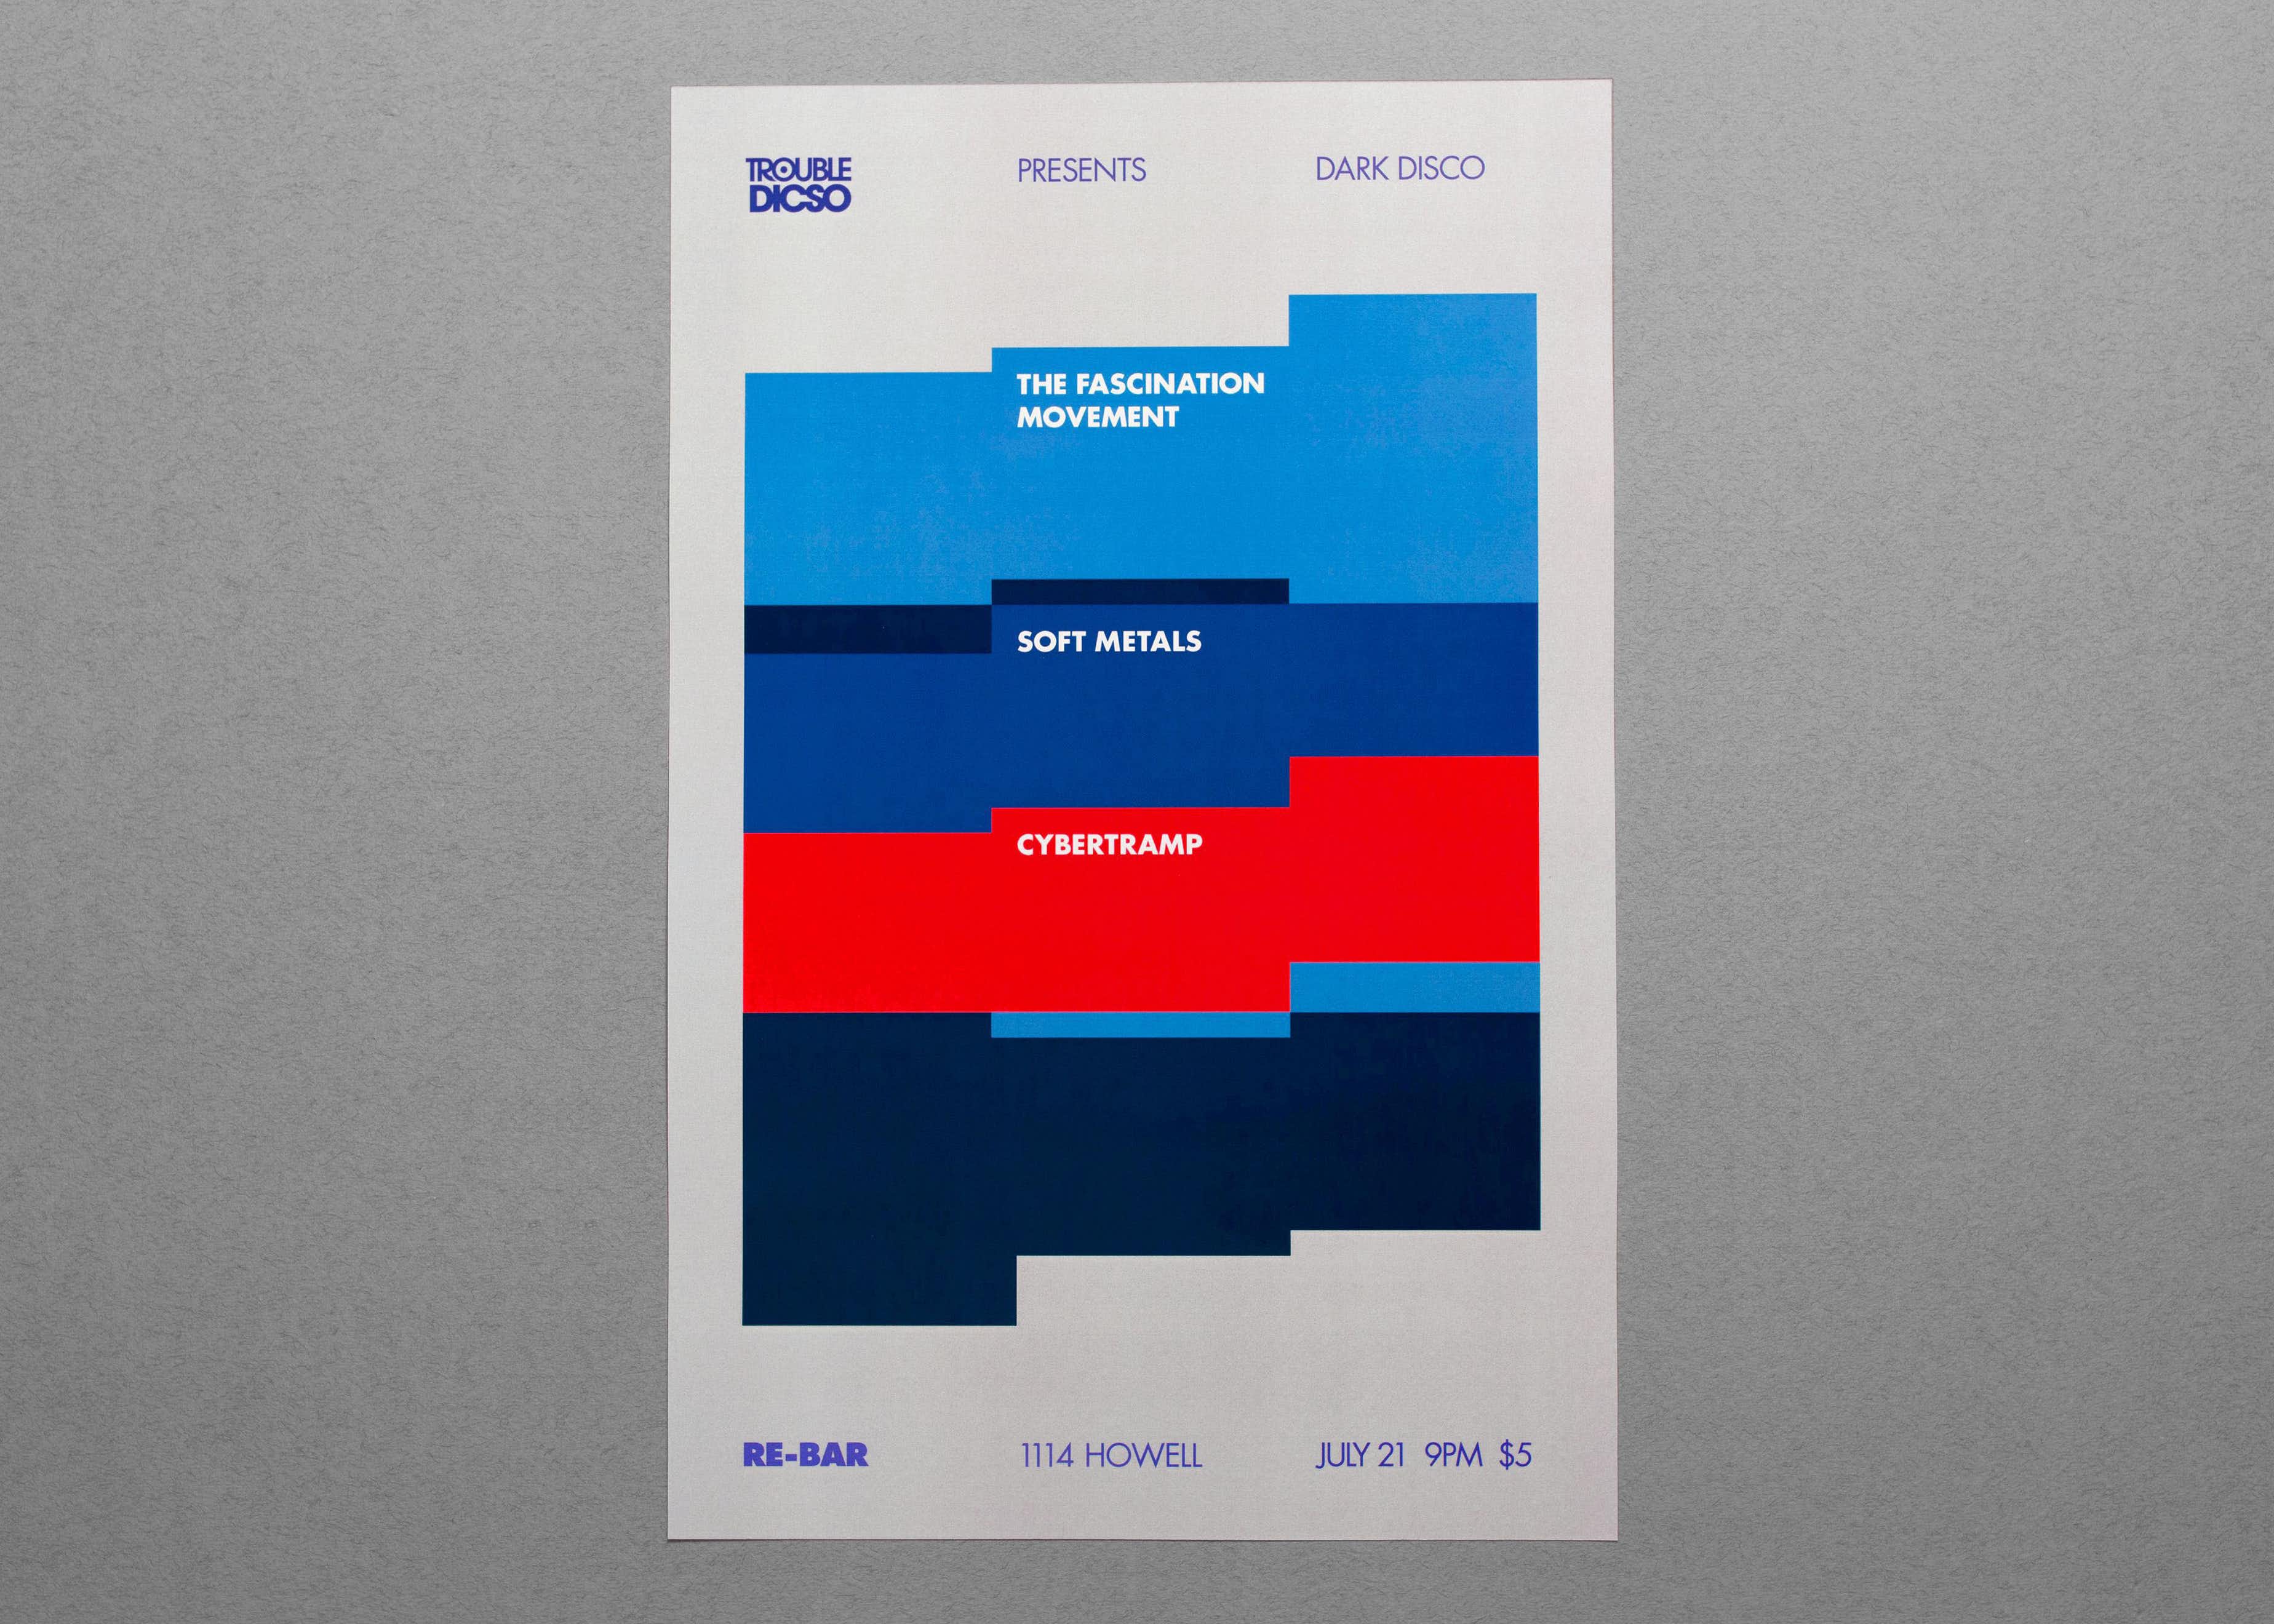 TROUBLE
DICSO
PRESENTS
DARK DISCO
THE FASCINATION
MOVEMENT
SOFT METALS
CYBERTRAMP
RE-BAR
1114 HOWELL
JULY 21 9PM $5